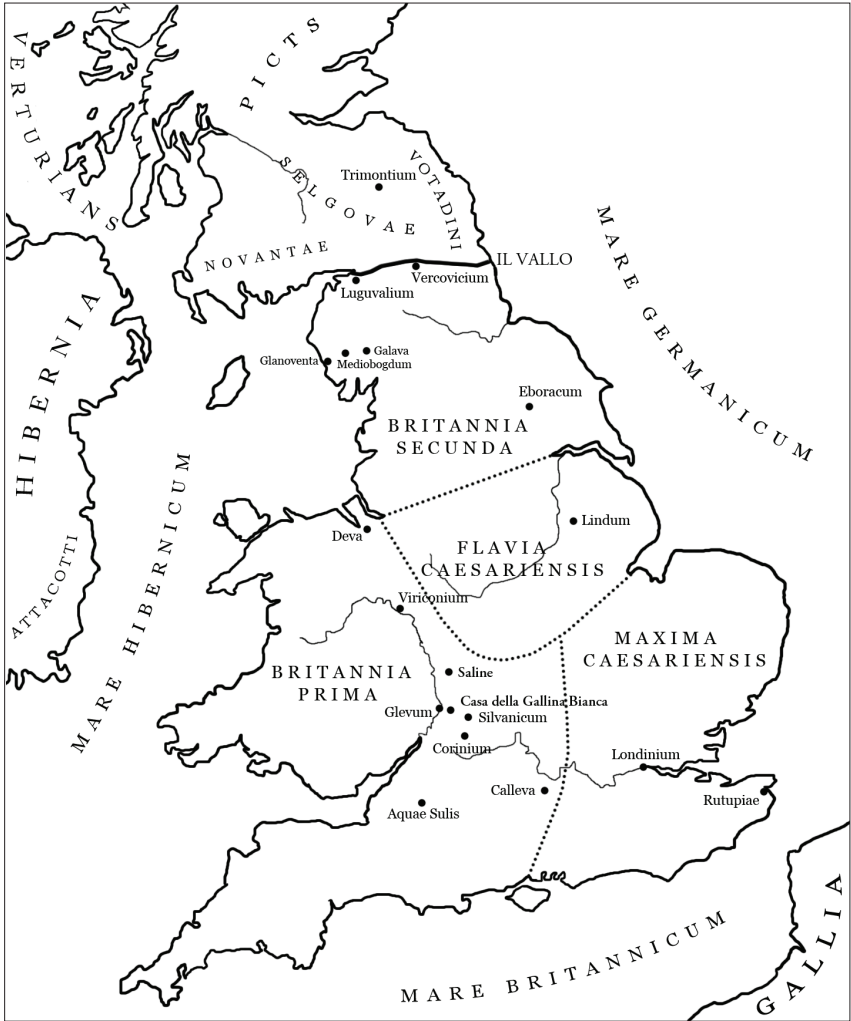 VERTURIANS
PICTS
SELGOVAE
VOTADINI
Trimontium
NOVANTAE
IL VALLO
Vercovicium
Luguvalium
MARE GERMANICUM
HIBERNIA
Glanoventa
Galava
Mediobogdum
Eboracum
BRITANNIA
SECUNDA
MARE HIBERNICUM
ATTACOTTI
Deva
Lindum
FLAVIA
CAESARIENSIS
Viriconium
MAXIMA
CAESARIENSIS
BRITANNIA
PRIMA
Saline
Casa della Gallina Bianca
Glevum
Silvanicum
Corinium
Londinium
Calleva
Rutupiae
Aquae Sulis
MARE BRITANNICUM
GALLIA